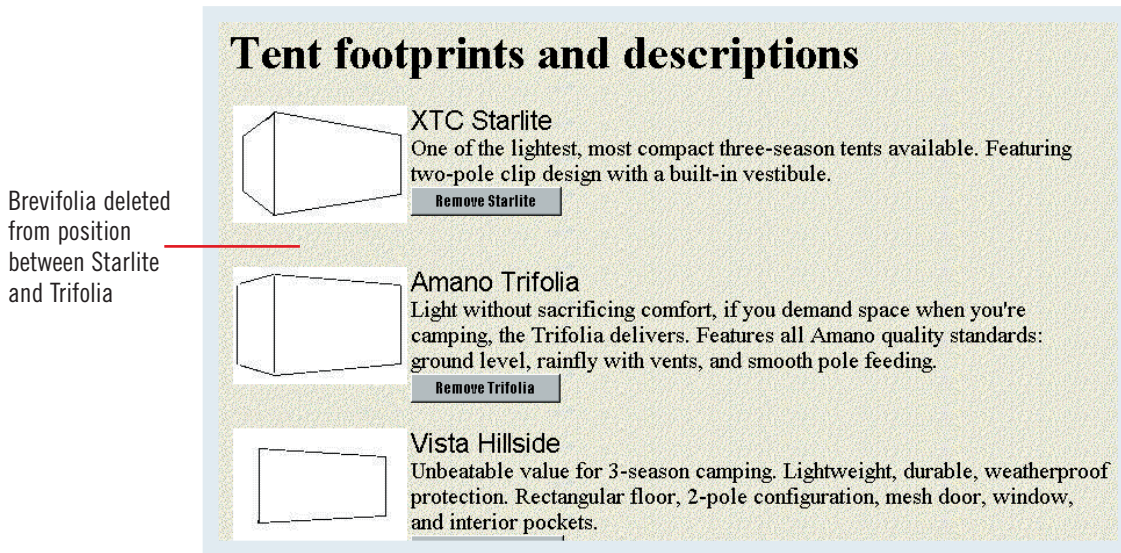 Tent footprints and descriptions
XTC Starlite
One of the lightest, most compact three-season tents available. Featuring
two-pole clip design with a built-in vestibule.
Remove Starlite
Brevifolia deleted
from position
between Starlite
and Trifolia
Amano Trifolia
Light without sacrificing comfort, if you demand space when you're
camping, the Trifolia delivers. Features all Amano quality standards:
ground level, rainfly with vents, and smooth pole feeding.
Remove Trifolia
Vista Hillside
Unbeatable value for 3-season camping. Lightweight, durable, weatherproof
protection. Rectangular floor, 2-pole configuration, mesh door, window,
and interior pockets.